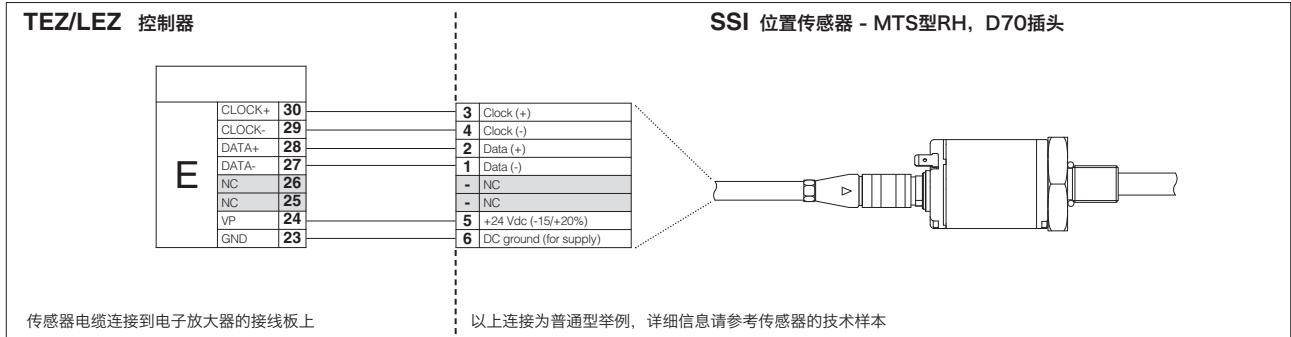 TEZ/LEZ 控制器
SSI 位置传感器 - MTS型RH，D70插头
E
CLOCK+ 30
CLOCK- 29
DATA+ 28
DATA- 27
NC 26
NC 25
VP 24
GND 23
3 Clock (+)
4 Clock (-)
2 Data (+)
1 Data (-)
- NC
- NC
5 +24 Vdc (-15/+20%)
6 DC ground (for supply)
传感器电缆连接到电子放大器的接线板上
以上连接为普通型举例，详细信息请参考传感器的技术样本